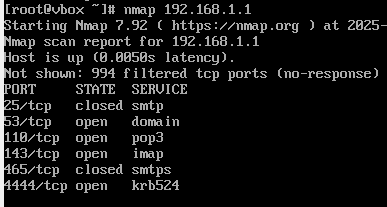 [root@vbox ~]# nmap 192.168.1.1
Starting Nmap 7.92 ( https://nmap.org ) at 2025-
Nmap scan report for 192.168.1.1
Host is up (0.0050s latency).
Not shown: 994 filtered tcp ports (no-response)
PORT     STATE  SERVICE
25/tcp   closed smtp
53/tcp   open   domain
110/tcp  open   pop3
143/tcp  open   imap
465/tcp  closed smtps
4444/tcp open   krb524